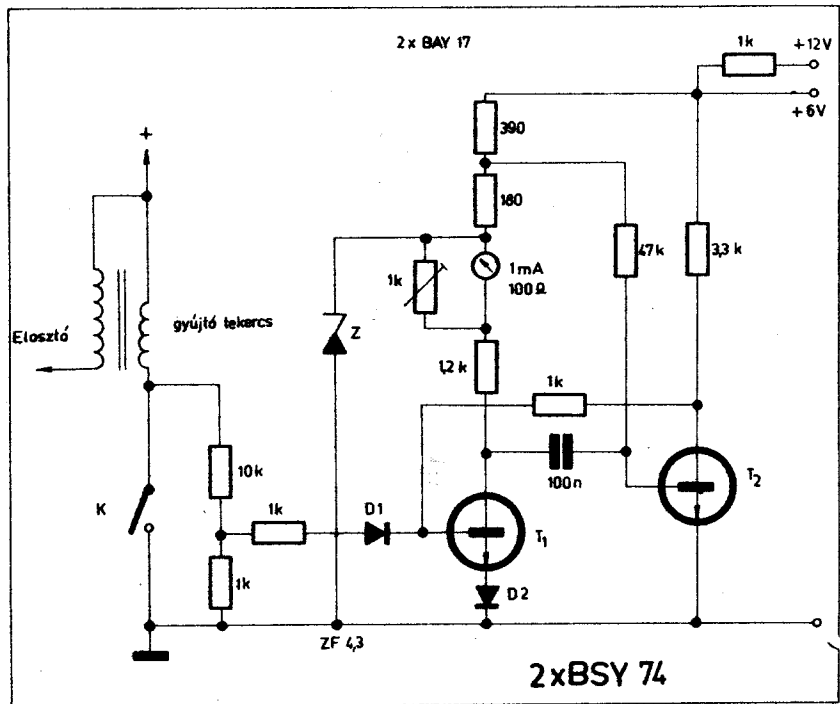 2 x BAY 17
1k
+12V
+6V
390
+
180
47k
3,3 k
1k
1mA
100Ω
Elosztó
gyújtó tekercs
Z
1,2 k
1k
10k
100n
T2
K
1k
D1
T1
1k
D2
ZF 4,3
2xBSY 74